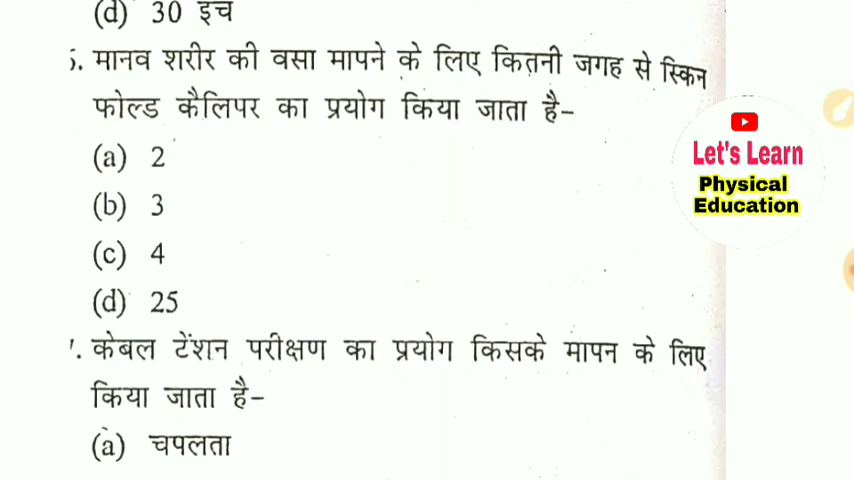 (d) 30 इंच
5. मानव शरीर की वसा मापने के लिए कितनी जगह से स्किन
फोल्ड कैलिपर का प्रयोग किया जाता है-
(a) 2
(b) 3
(c) 4
(d) 25
. केबल टेंशन परीक्षण का प्रयोग किसके मापन के लिए
किया जाता है-
(a) चपलता
Let's Learn
Physical
Education